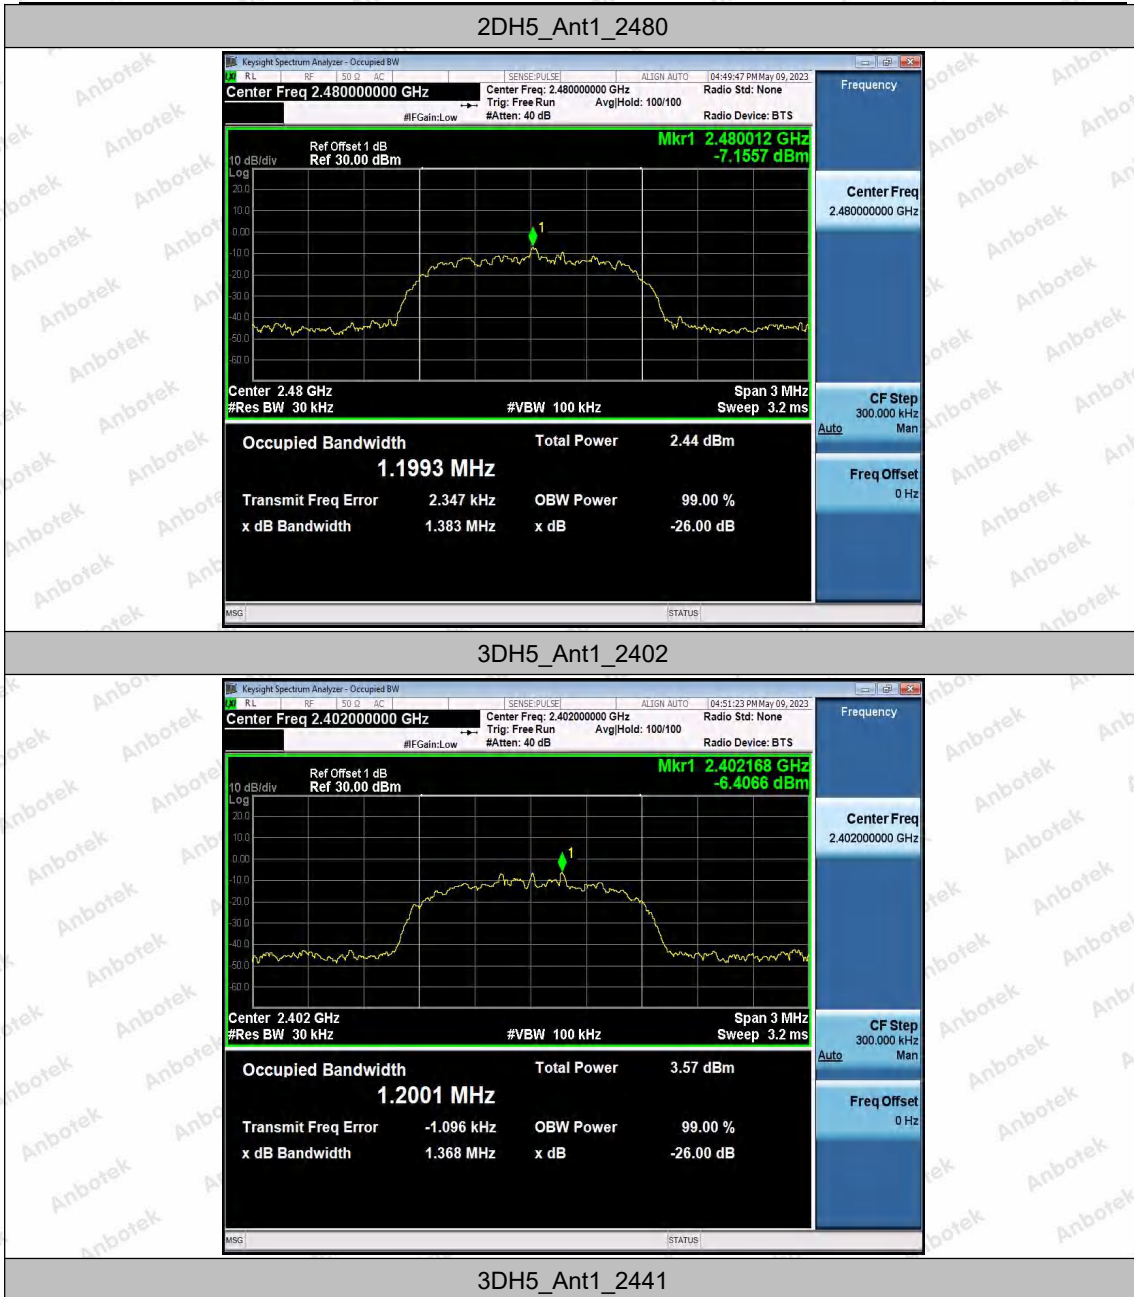 2DH5_Ant1_2480
Keysight Spectrum Analyzer - Occupied BW
LXI RL RF 50 Ω AC SENSE:PULSE ALIGN AUTO 04:49:47 PM May 09, 2023
Center Freq 2.480000000 GHz
Center Freq: 2.480000000 GHz Radio Std: None
Trig: Free Run Avg|Hold: 100/100
#IFGain:Low #Atten: 40 dB Radio Device: BTS
Mkr1 2.480012 GHz
-7.1557 dBm
Ref Offset 1 dB
10 dB/div Ref 30.00 dBm
Log
20.0
10.0
0.00
-10.0
-20.0
-30.0
-40.0
-50.0
-60.0
1
Center 2.48 GHz Span 3 MHz
#Res BW 30 kHz #VBW 100 kHz Sweep 3.2 ms
Occupied Bandwidth Total Power 2.44 dBm
1.1993 MHz
Transmit Freq Error 2.347 kHz OBW Power 99.00 %
x dB Bandwidth 1.383 MHz x dB -26.00 dB
MSG STATUS
Frequency
Center Freq
2.480000000 GHz
CF Step
300.000 kHz
Auto Man
Freq Offset
0 Hz
3DH5_Ant1_2402
Keysight Spectrum Analyzer - Occupied BW
LXI RL RF 50 Ω AC SENSE:PULSE ALIGN AUTO 04:51:23 PM May 09, 2023
Center Freq 2.402000000 GHz
Center Freq: 2.402000000 GHz Radio Std: None
Trig: Free Run Avg|Hold: 100/100
#IFGain:Low #Atten: 40 dB Radio Device: BTS
Mkr1 2.402168 GHz
-6.4066 dBm
Ref Offset 1 dB
10 dB/div Ref 30.00 dBm
Log
20.0
10.0
0.00
-10.0
-20.0
-30.0
-40.0
-50.0
-60.0
1
Center 2.402 GHz Span 3 MHz
#Res BW 30 kHz #VBW 100 kHz Sweep 3.2 ms
Occupied Bandwidth Total Power 3.57 dBm
1.2001 MHz
Transmit Freq Error -1.096 kHz OBW Power 99.00 %
x dB Bandwidth 1.368 MHz x dB -26.00 dB
MSG STATUS
Frequency
Center Freq
2.402000000 GHz
CF Step
300.000 kHz
Auto Man
Freq Offset
0 Hz
3DH5_Ant1_2441
Anbotek